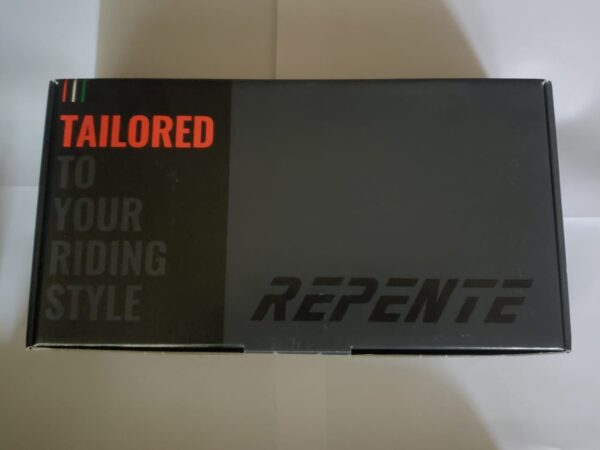 TAILORED
TO
YOUR
RIDING
STYLE
REPENTE